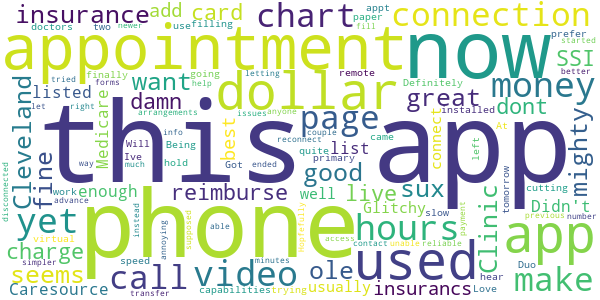 insurance add card chart connection
doctors two newer use filling appt paper fill prefer started
appointment now
tried finally going help letting remote SSI better
listed want dollar money
forms let right Definitely anyone installed
damn page great dont
Cleveland Medicare arrangements issues best connect At
this app
fine info Will Being Got couple reconnect quite came list good left mighty
Ive hold ended primary
way much work enough reimburse well live sux cutting tomorrow
disconnected yet advance phone Glitchy slow Didn't previous number
virtual instead able hours clinic payment app
charge annoying supposed Hopefully access contact unable reliable hear
seems simpler speed call video minutes ole used Duo make
Caresource transfer capabilities trying usually insurancs Love